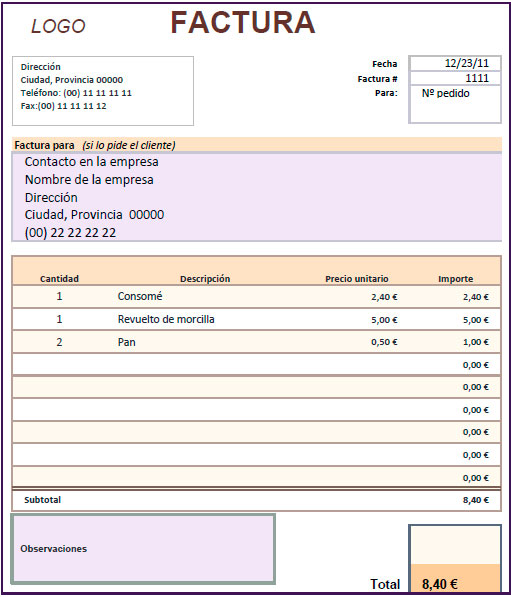 LOGO FACTURA
Dirección
Ciudad, Provincia 00000
Teléfono: (00) 11 11 11 11
Fax:(00) 11 11 11 12
Fecha 12/23/11
Factura # 1111
Para: Nº pedido
Factura para (si lo pide el cliente)
Contacto en la empresa
Nombre de la empresa
Dirección
Ciudad, Provincia 00000
(00) 22 22 22 22
Cantidad Descripción Precio unitario Importe
1 Consomé 2,40 € 2,40 €
1 Revuelto de morcilla 5,00 € 5,00 €
2 Pan 0,50 € 1,00 €
0,00 €
0,00 €
0,00 €
0,00 €
0,00 €
0,00 €
Subtotal 8,40 €
Observaciones
Total 8,40 €